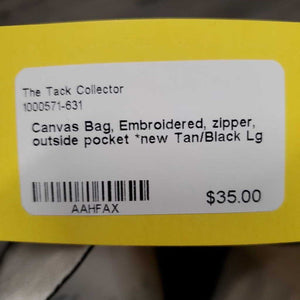 The Tack Collector
1000571-631
Canvas Bag, Embroidered, zipper,
outside pocket *new Tan/Black Lg
AAHFAX
$35.00